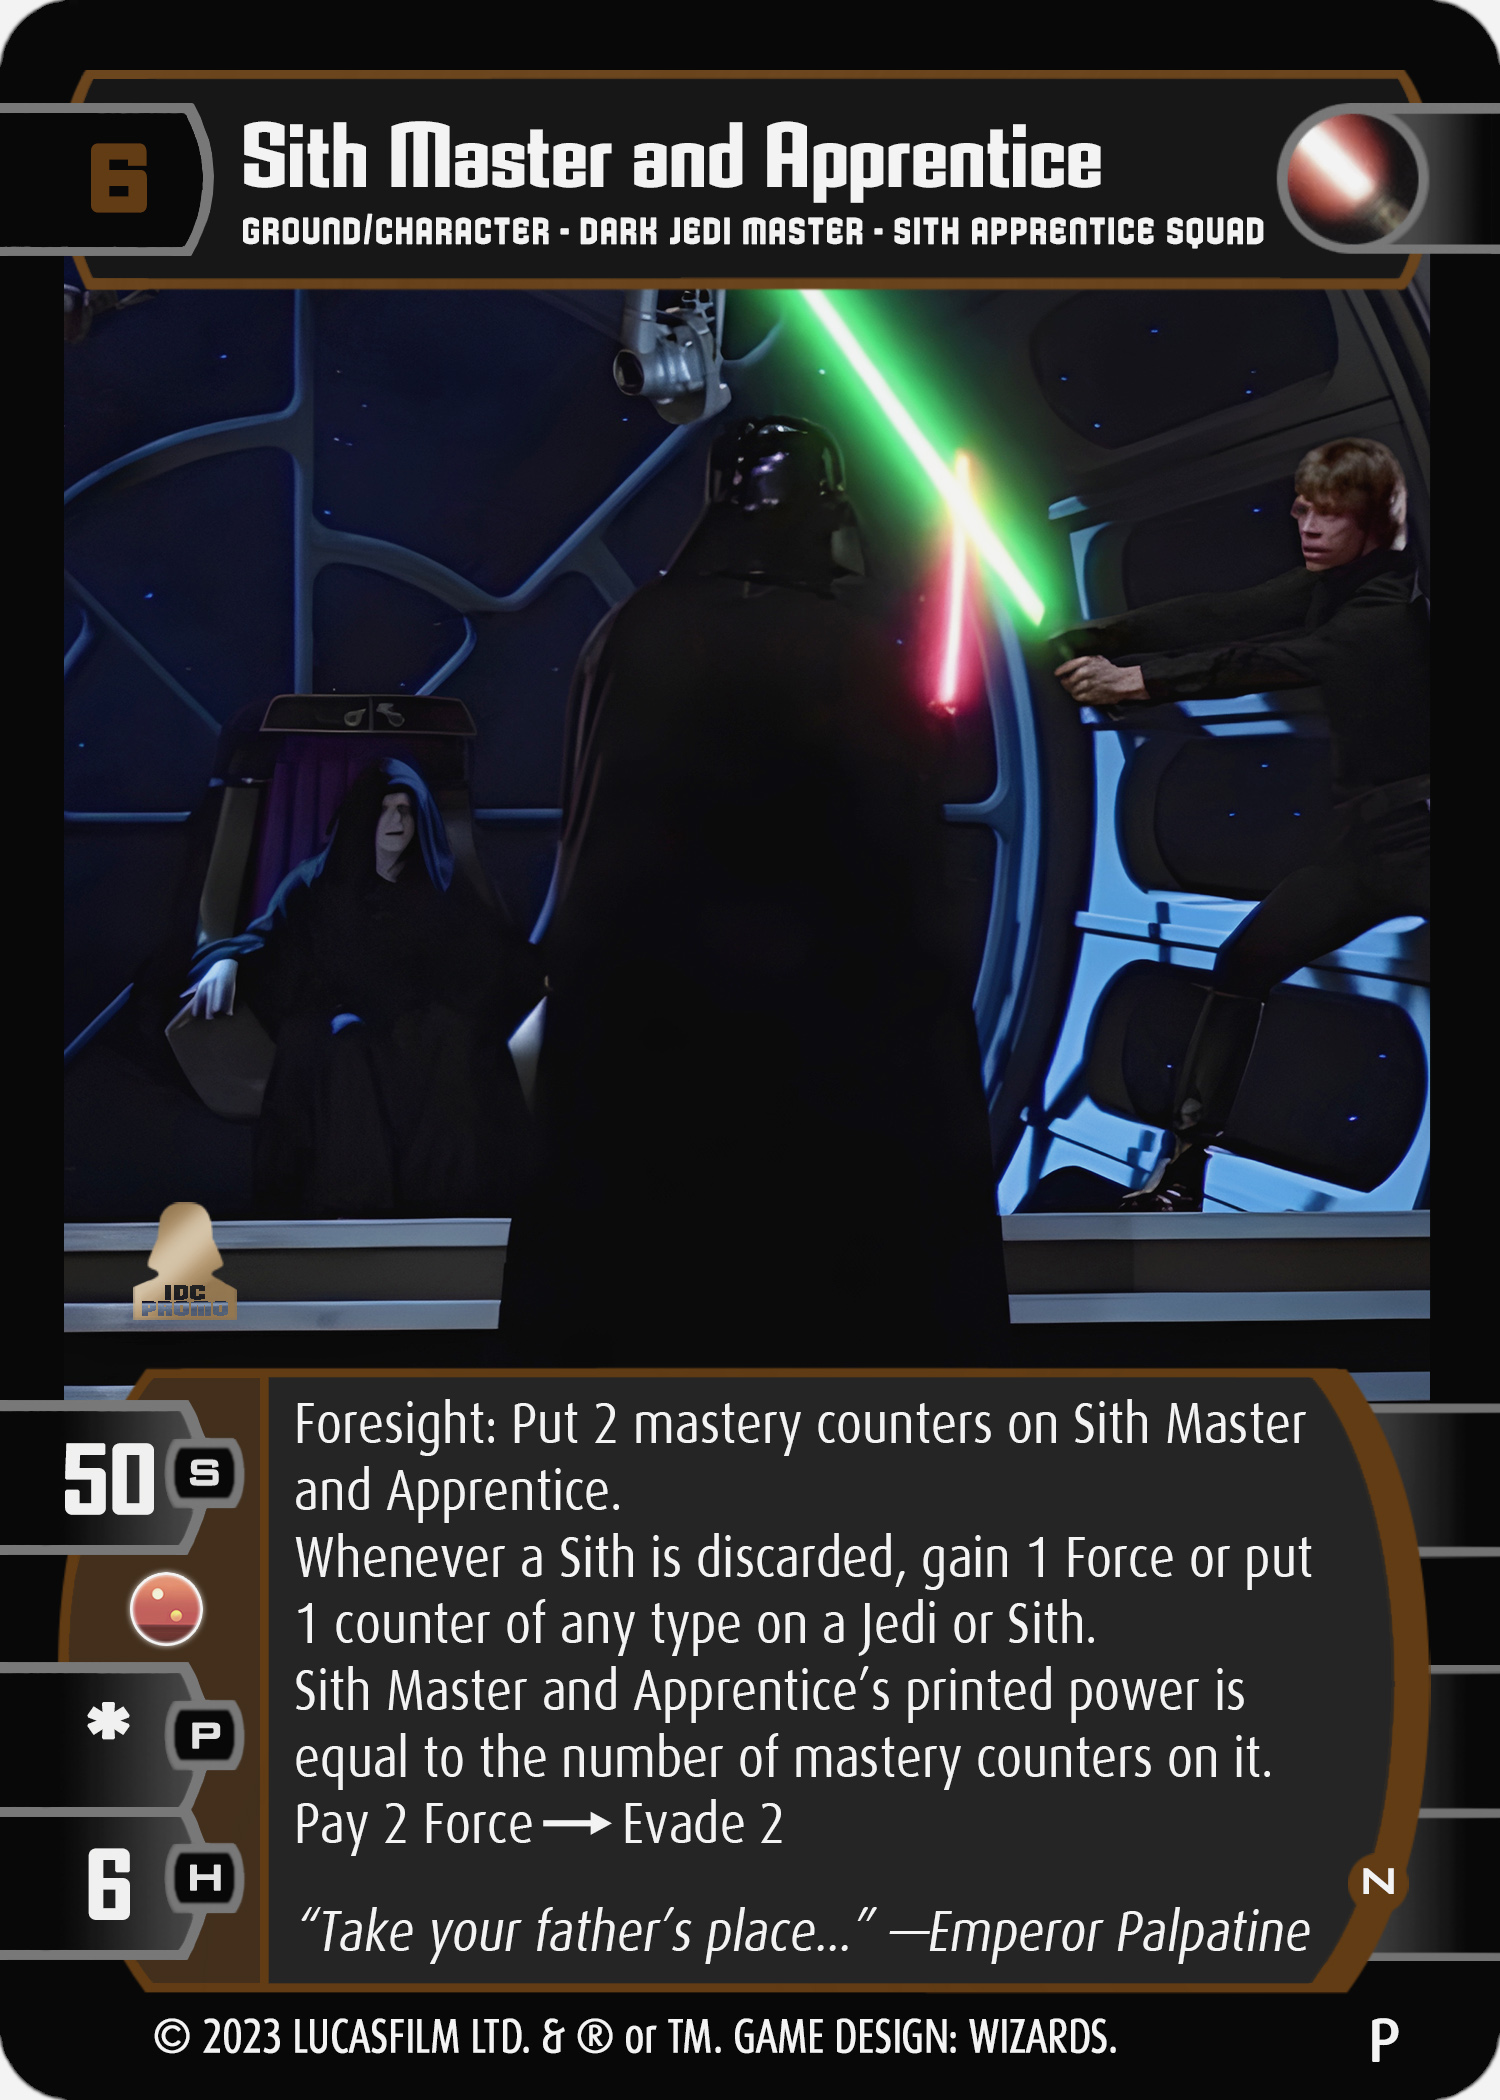 6
Sith Master and Apprentice
GROUND/CHARACTER - DARK JEDI MASTER - SITH APPRENTICE SQUAD
IDC
PROMO
50 S
Foresight: Put 2 mastery counters on Sith Master
and Apprentice.
Whenever a Sith is discarded, gain 1 Force or put
1 counter of any type on a Jedi or Sith.
* P
Sith Master and Apprentice’s printed power is
equal to the number of mastery counters on it.
Pay 2 Force → Evade 2
6 H
N
“Take your father’s place...” —Emperor Palpatine
© 2023 LUCASFILM LTD. & ® or TM. GAME DESIGN: WIZARDS.
P